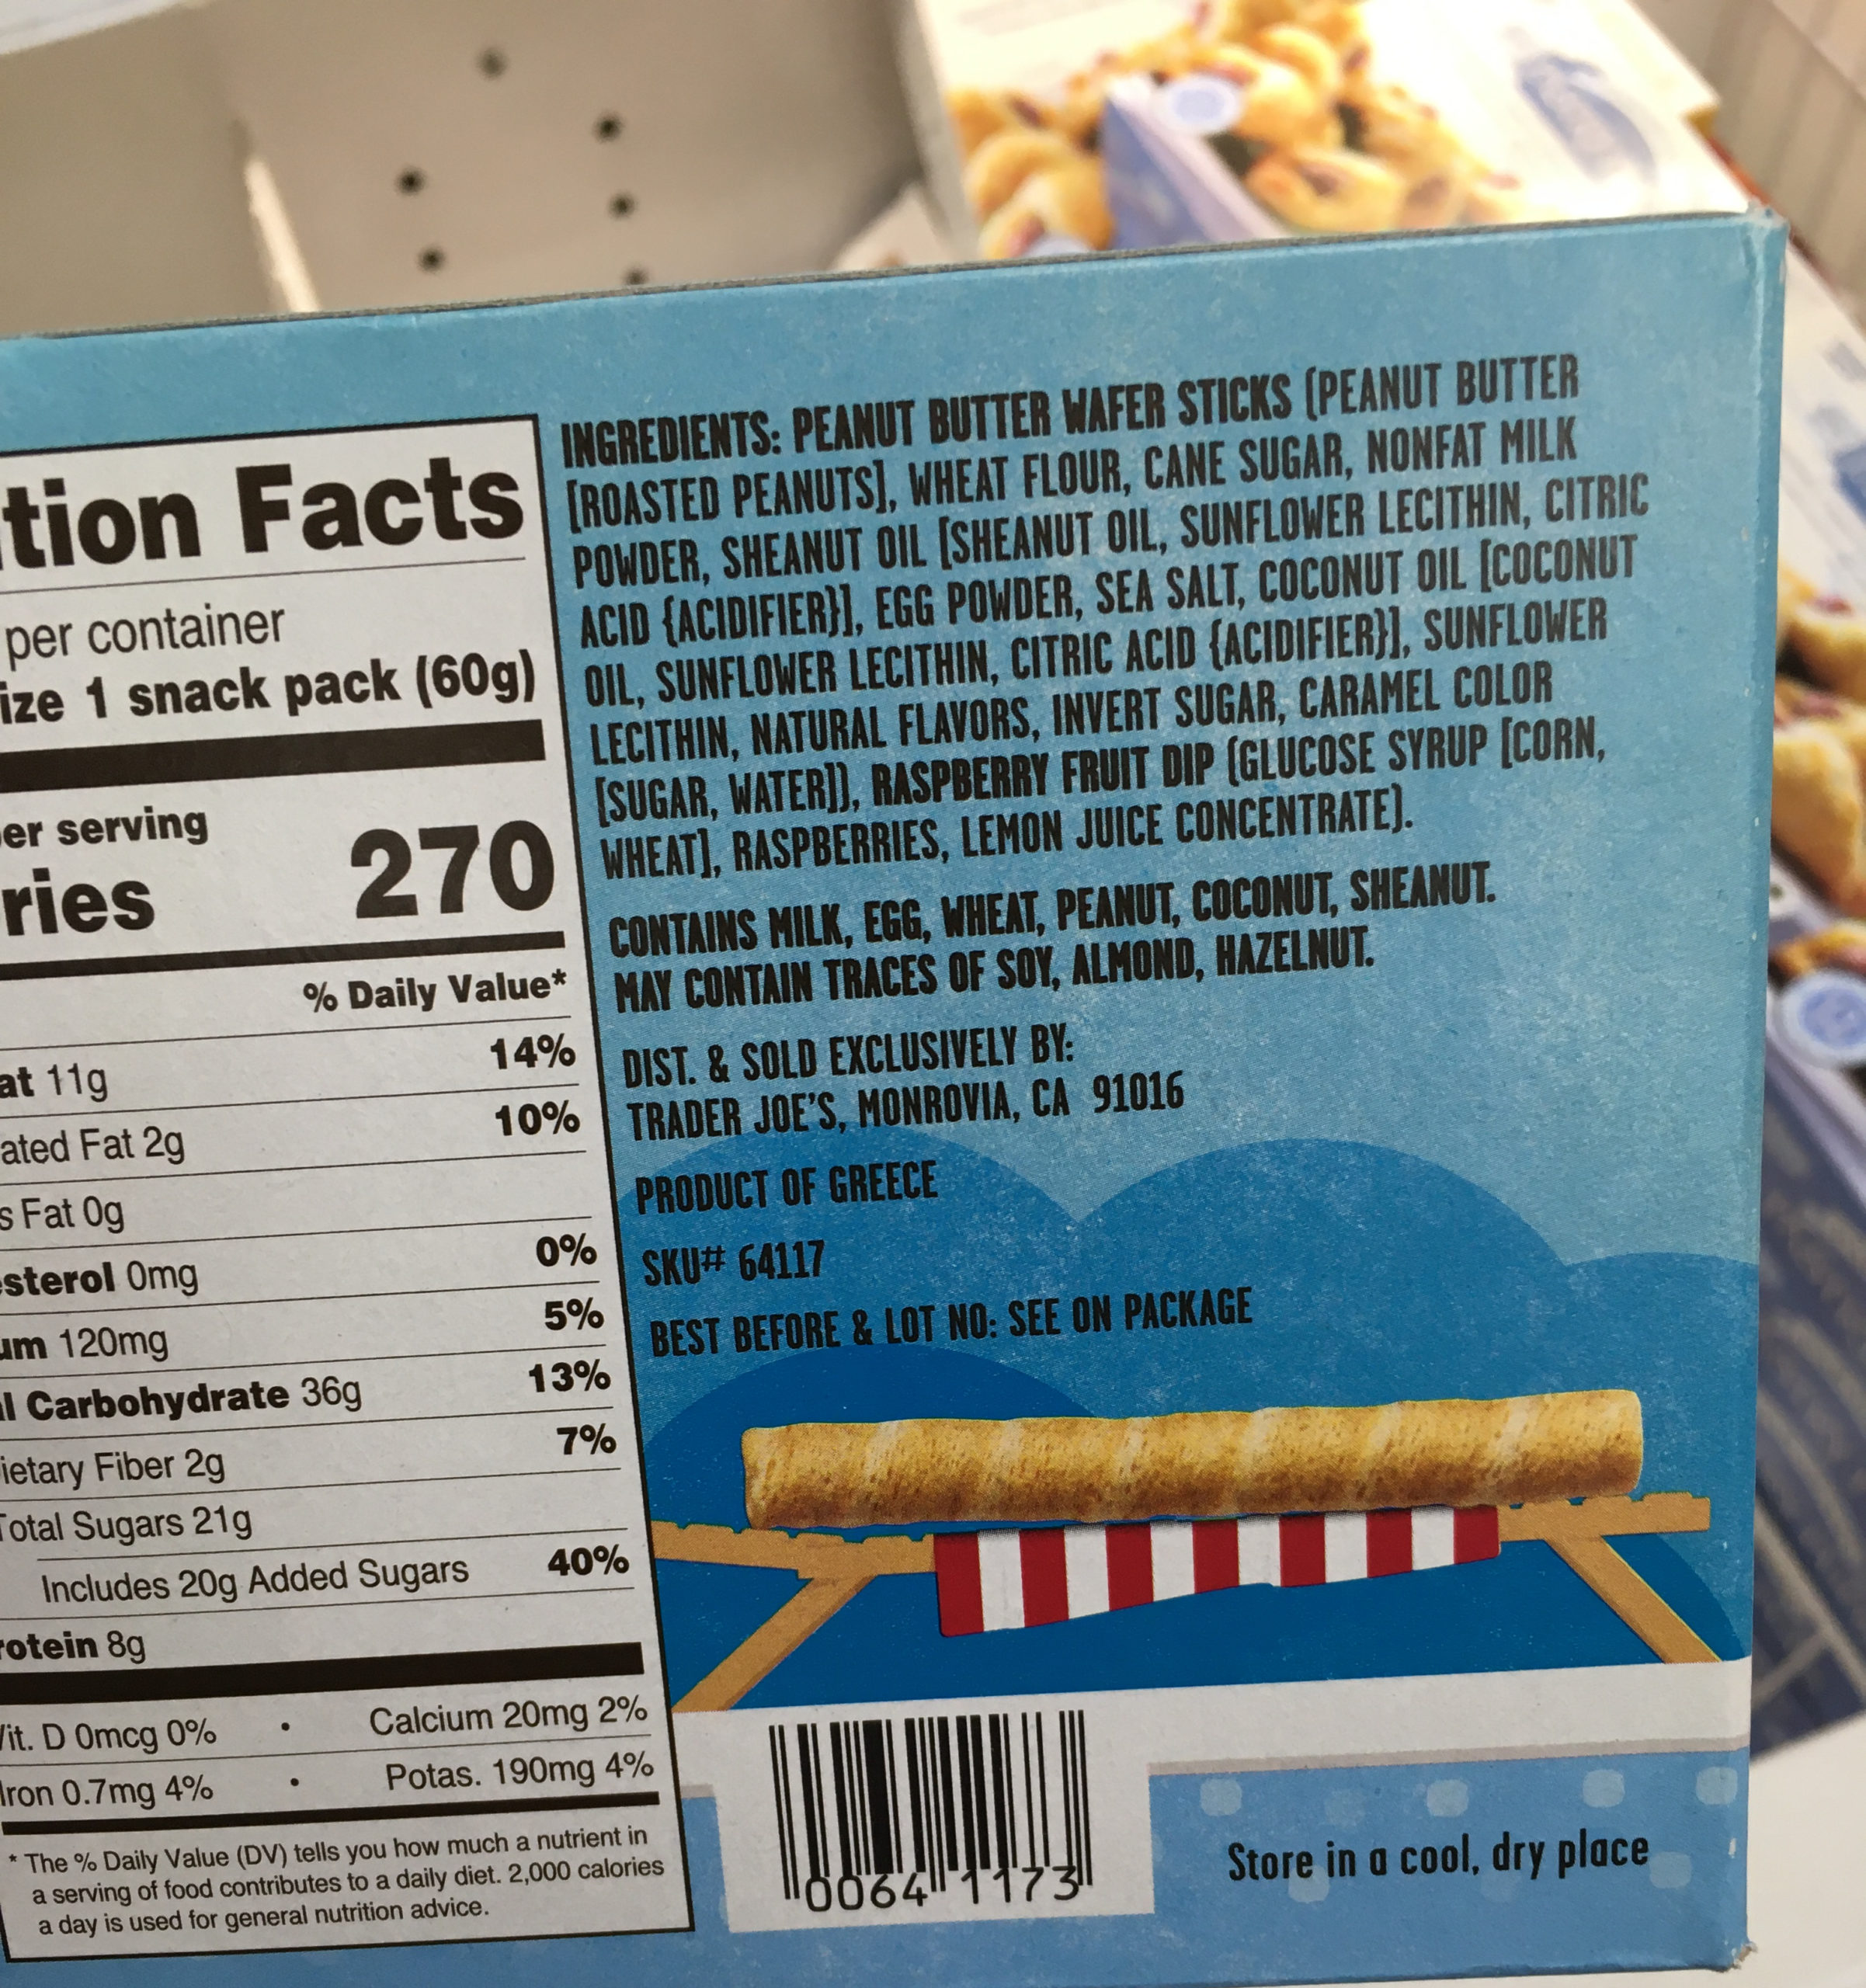 tion Facts
per container
ize 1 snack pack (60g)
er serving
ries 270
% Daily Value*
at 11g 14%
ated Fat 2g 10%
s Fat 0g
sterol 0mg 0%
um 120mg 5%
l Carbohydrate 36g 13%
ietary Fiber 2g 7%
Total Sugars 21g
Includes 20g Added Sugars 40%
rotein 8g
Vit. D 0mcg 0% • Calcium 20mg 2%
Iron 0.7mg 4% • Potas. 190mg 4%
* The % Daily Value (DV) tells you how much a nutrient in
a serving of food contributes to a daily diet. 2,000 calories
a day is used for general nutrition advice.
INGREDIENTS: PEANUT BUTTER WAFER STICKS (PEANUT BUTTER
[ROASTED PEANUTS], WHEAT FLOUR, CANE SUGAR, NONFAT MILK
POWDER, SHEANUT OIL [SHEANUT OIL, SUNFLOWER LECITHIN, CITRIC
ACID {ACIDIFIER}], EGG POWDER, SEA SALT, COCONUT OIL [COCONUT
OIL, SUNFLOWER LECITHIN, CITRIC ACID {ACIDIFIER}], SUNFLOWER
LECITHIN, NATURAL FLAVORS, INVERT SUGAR, CARAMEL COLOR
[SUGAR, WATER]), RASPBERRY FRUIT DIP (GLUCOSE SYRUP [CORN,
WHEAT], RASPBERRIES, LEMON JUICE CONCENTRATE).
CONTAINS MILK, EGG, WHEAT, PEANUT, COCONUT, SHEANUT.
MAY CONTAIN TRACES OF SOY, ALMOND, HAZELNUT.
DIST. & SOLD EXCLUSIVELY BY:
TRADER JOE'S, MONROVIA, CA 91016
PRODUCT OF GREECE
SKU# 64117
BEST BEFORE & LOT NO: SEE ON PACKAGE
0064 1173
Store in a cool, dry place